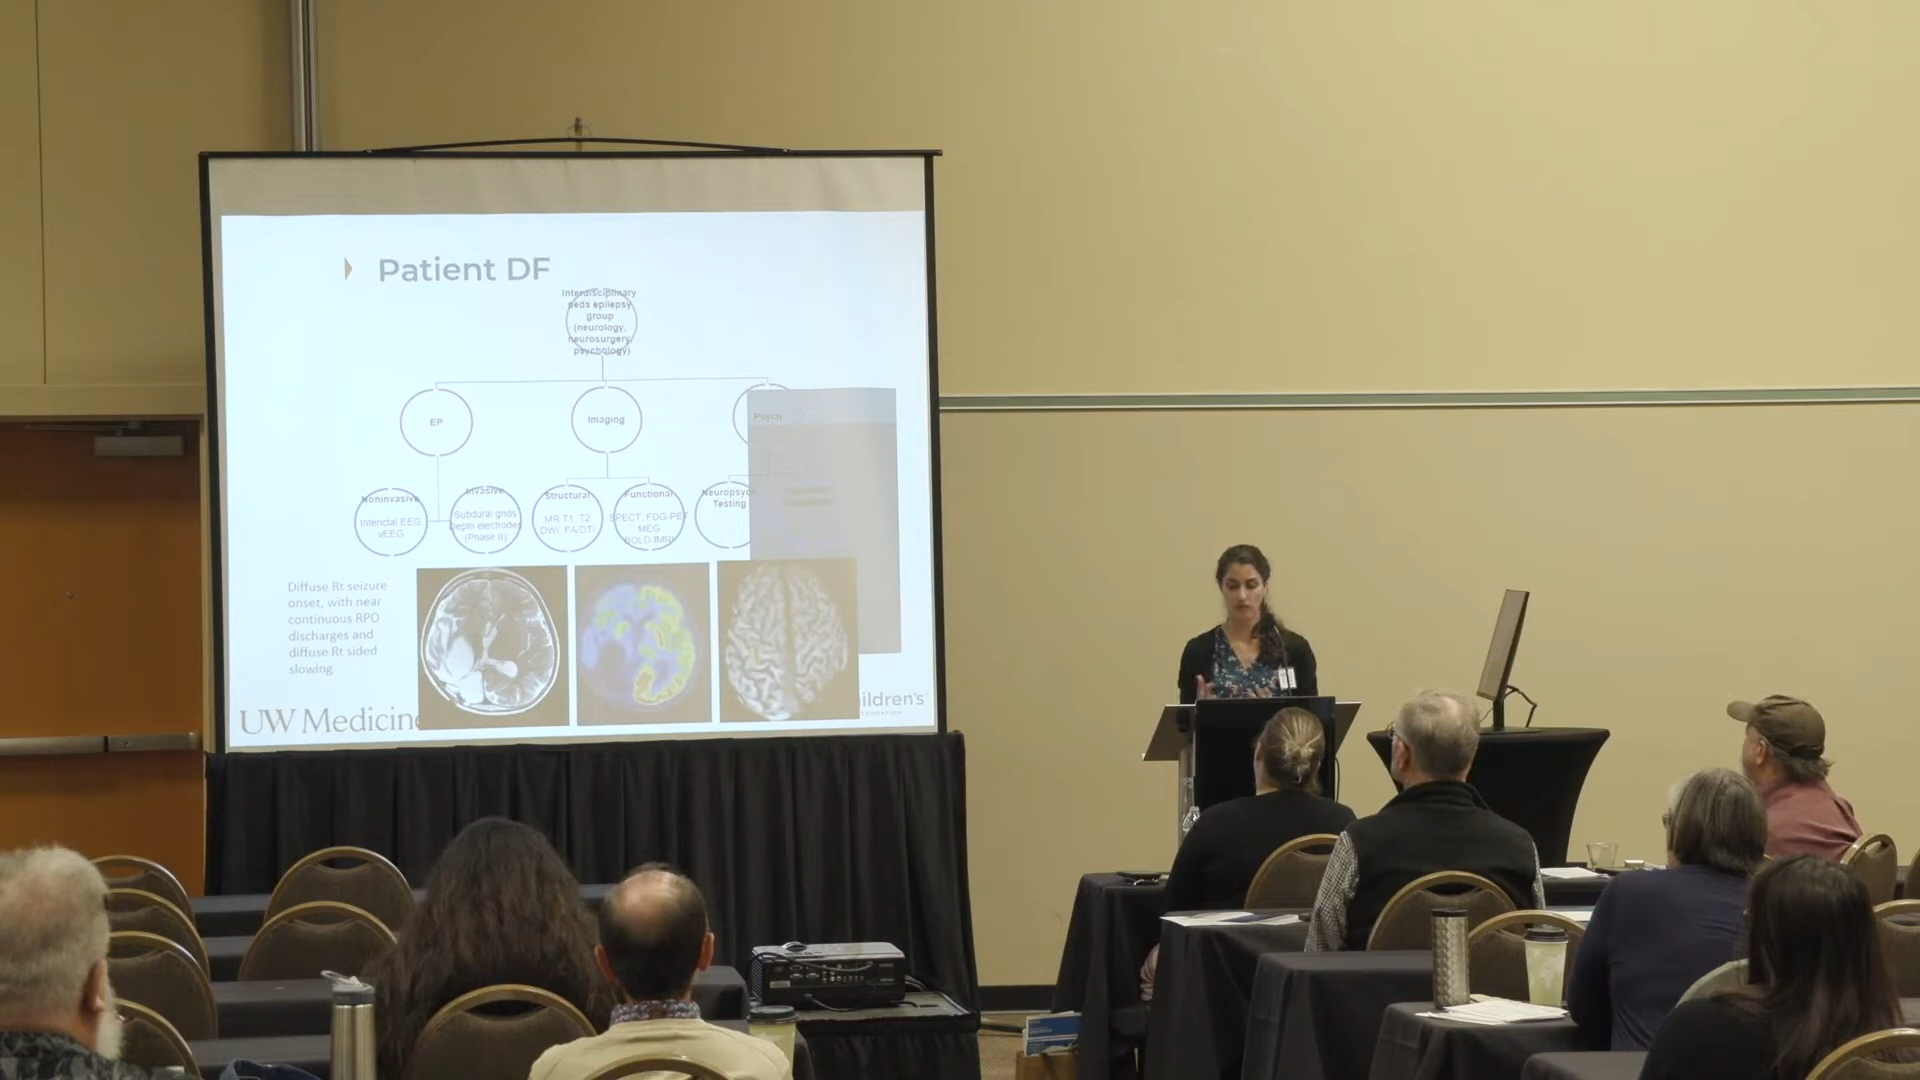 Patient DF
Interdisciplinary
peds epilepsy
group
(neurology,
neurosurgery,
psychology)
EP
Imaging
Psych
Noninvasive
Interictal EEG
vEEG
Invasive
Subdural grids
Depth electrodes
(Phase II)
Structural
MR T1, T2
DWI, FA/DTI
Functional
SPECT, FDG-PET
MEG
BOLD-fMRI
Neuropsych
Testing
Diffuse Rt seizure
onset, with near
continuous RPO
discharges and
diffuse Rt sided
slowing
UW Medicine
ildren's